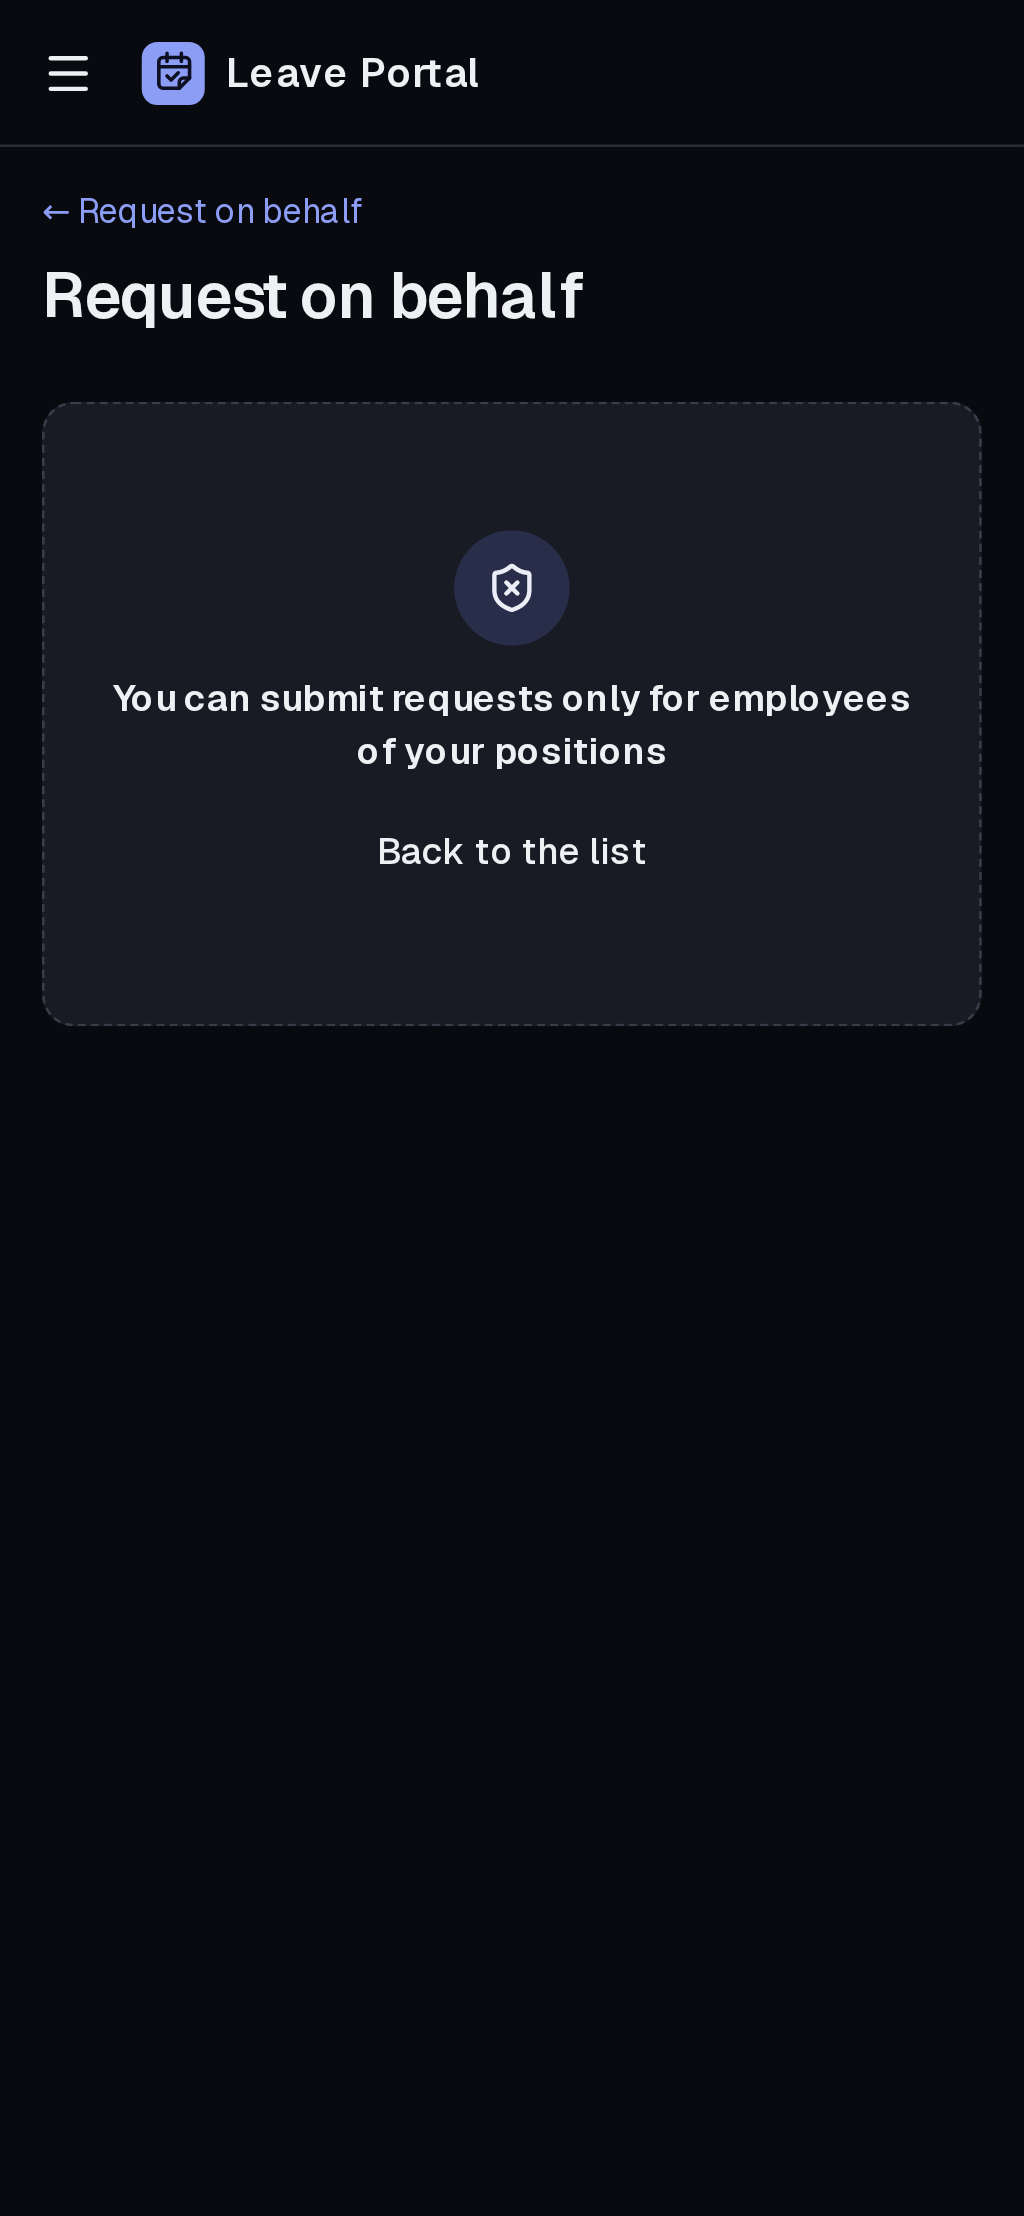 Leave Portal
← Request on behalf
Request on behalf
You can submit requests only for employees
of your positions
Back to the list